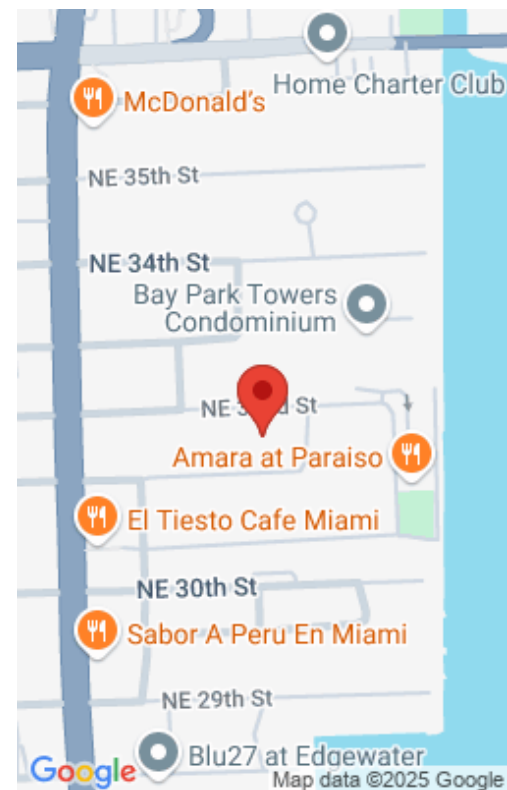 Home Charter Club
McDonald's
NE 35th St
NE 34th St
Bay Park Towers
Condominium
NE St
Amara at Paraiso
El Tiesto Cafe Miami
NE 30th St
Sabor A Peru En Miami
NE 29th St
Blu27 at Edgewater
Google
Map data ©2025 Google